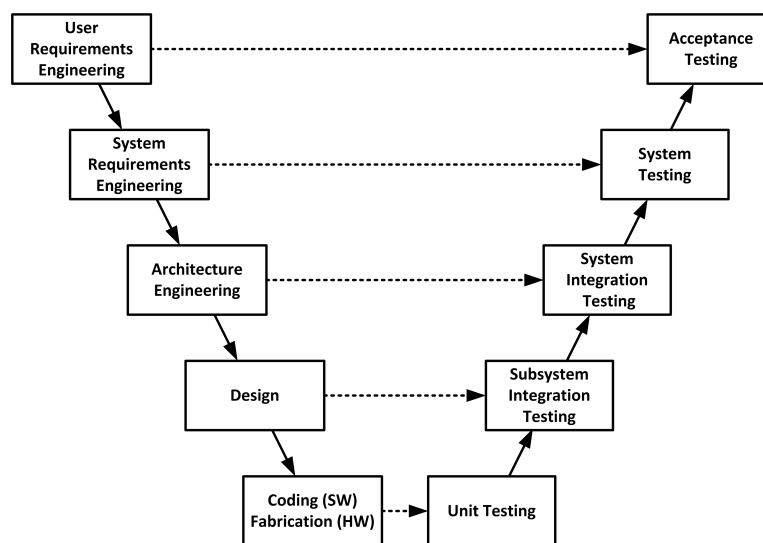 User
Requirements
Engineering
Acceptance
Testing
System
Requirements
Engineering
System
Testing
Architecture
Engineering
System
Integration
Testing
Design
Subsystem
Integration
Testing
Coding (SW)
Fabrication (HW)
Unit Testing